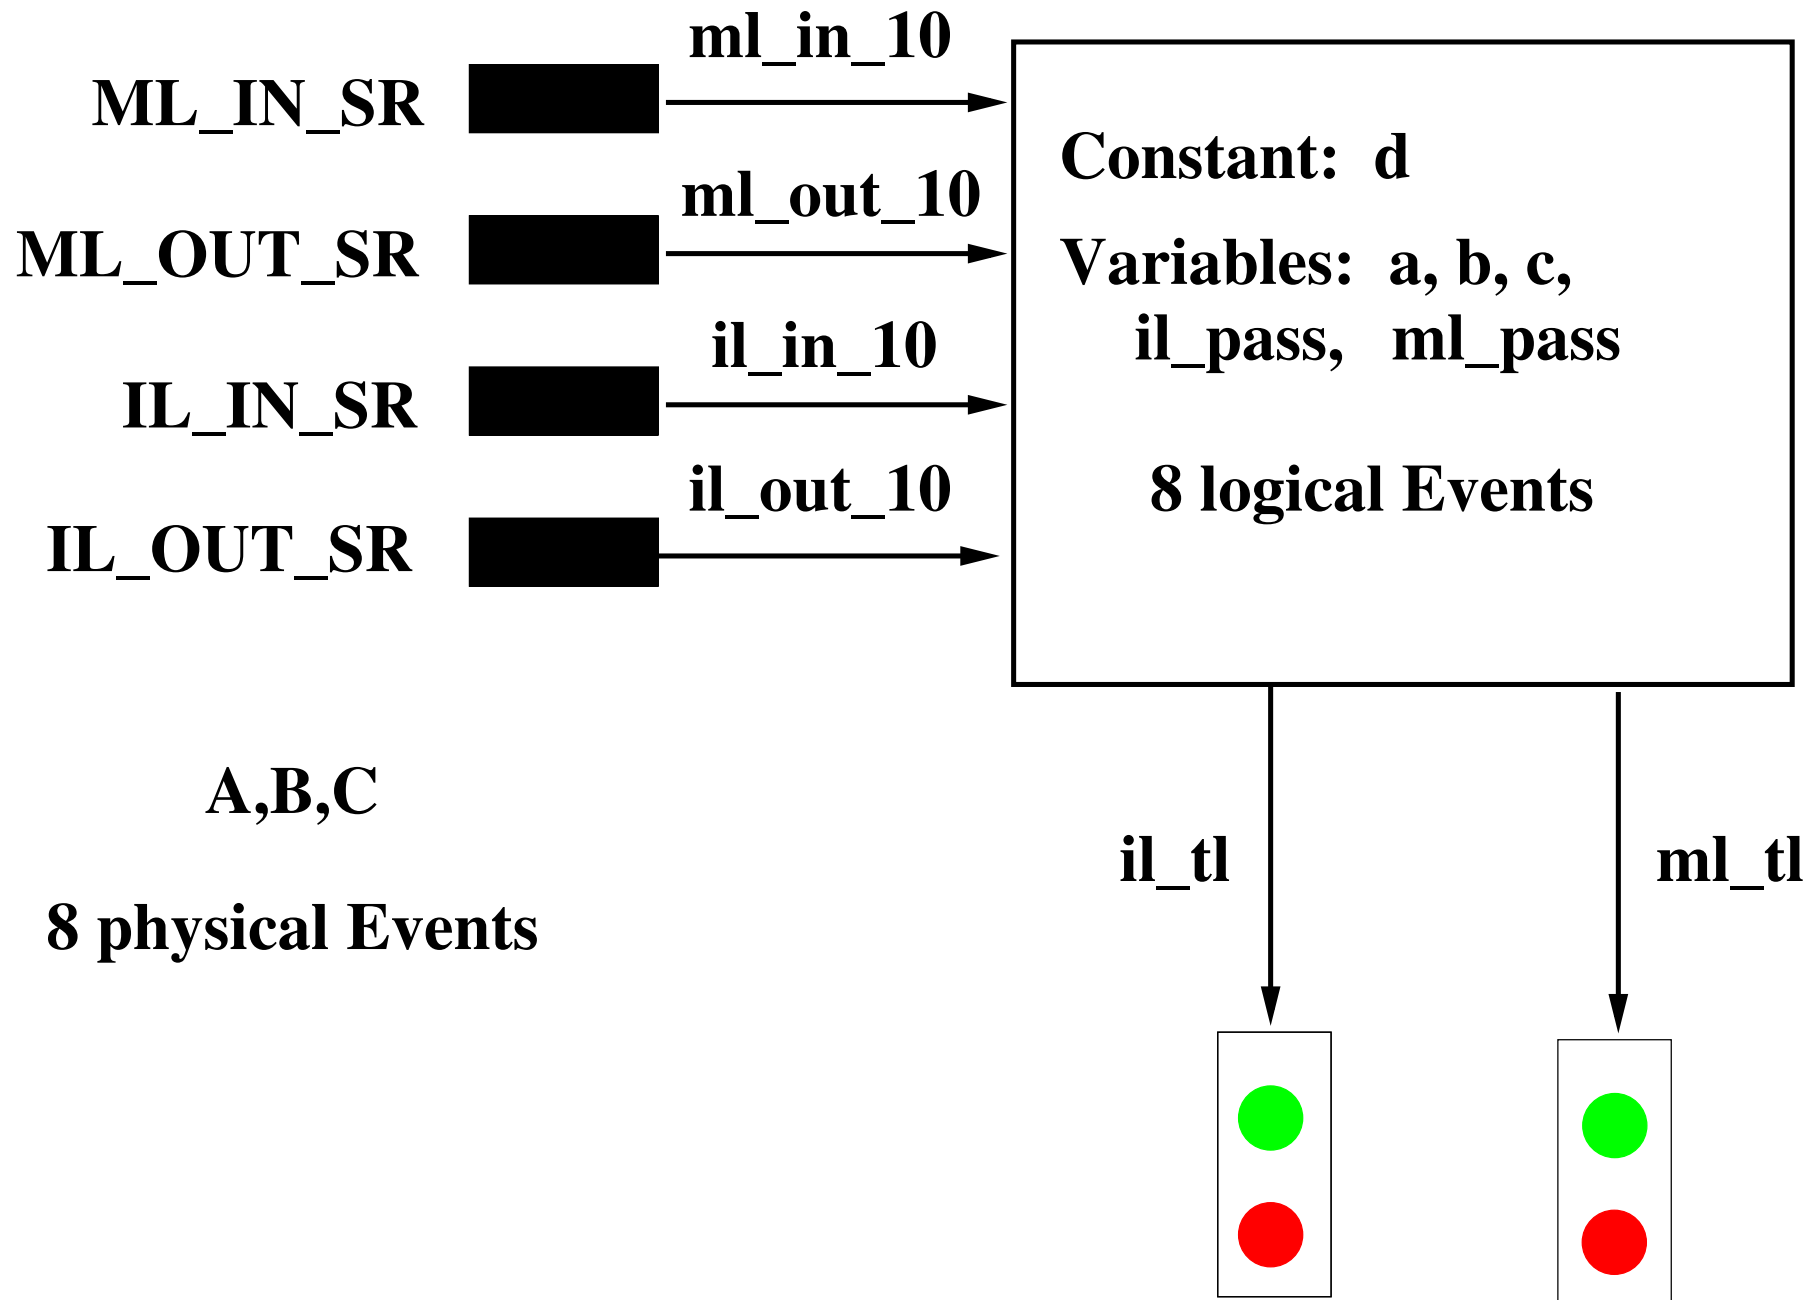 ml_in_10
ML_IN_SR
ml_out_10
ML_OUT_SR
il_in_10
IL_IN_SR
il_out_10
IL_OUT_SR
Constant: d
Variables: a, b, c,
il_pass, ml_pass
8 logical Events
A,B,C
8 physical Events
il_tl
ml_tl